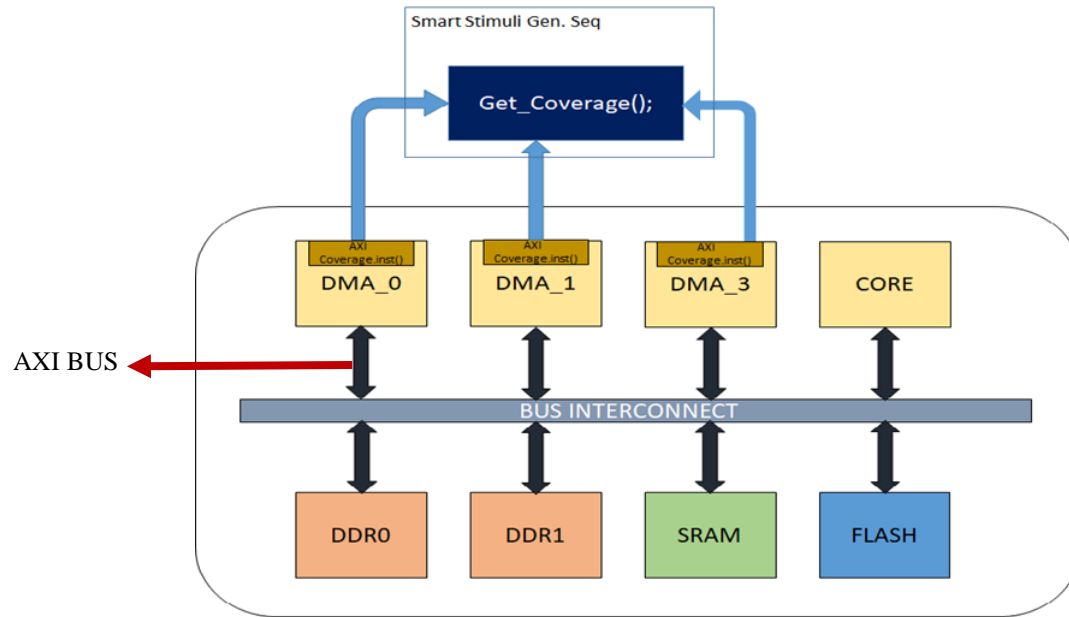 Smart Stimuli Gen. Seq
Get_Coverage();
AXI
Coverage.inst()
DMA_0
AXI
Coverage.inst()
DMA_1
AXI
Coverage.inst()
DMA_3
CORE
AXI BUS
BUS INTERCONNECT
DDR0
DDR1
SRAM
FLASH